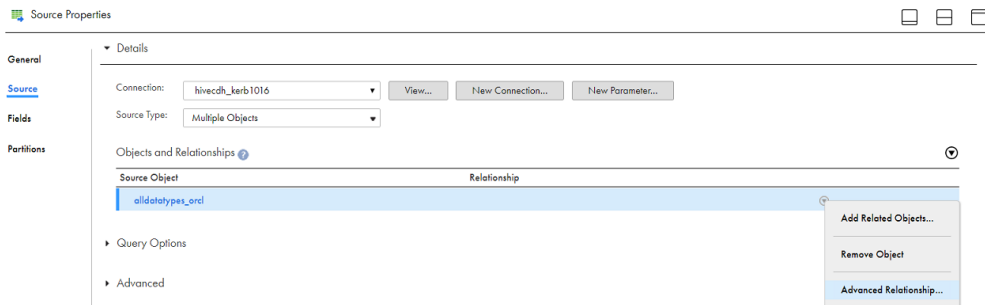 Source Properties
General
Source
Fields
Partitions
Details
Connection: hivecdh_kerb1016 View... New Connection... New Parameter...
Source Type: Multiple Objects
Objects and Relationships ?
Source Object Relationship
alldatatypes_orcl
Add Related Objects...
Remove Object
Advanced Relationship...
Query Options
Advanced